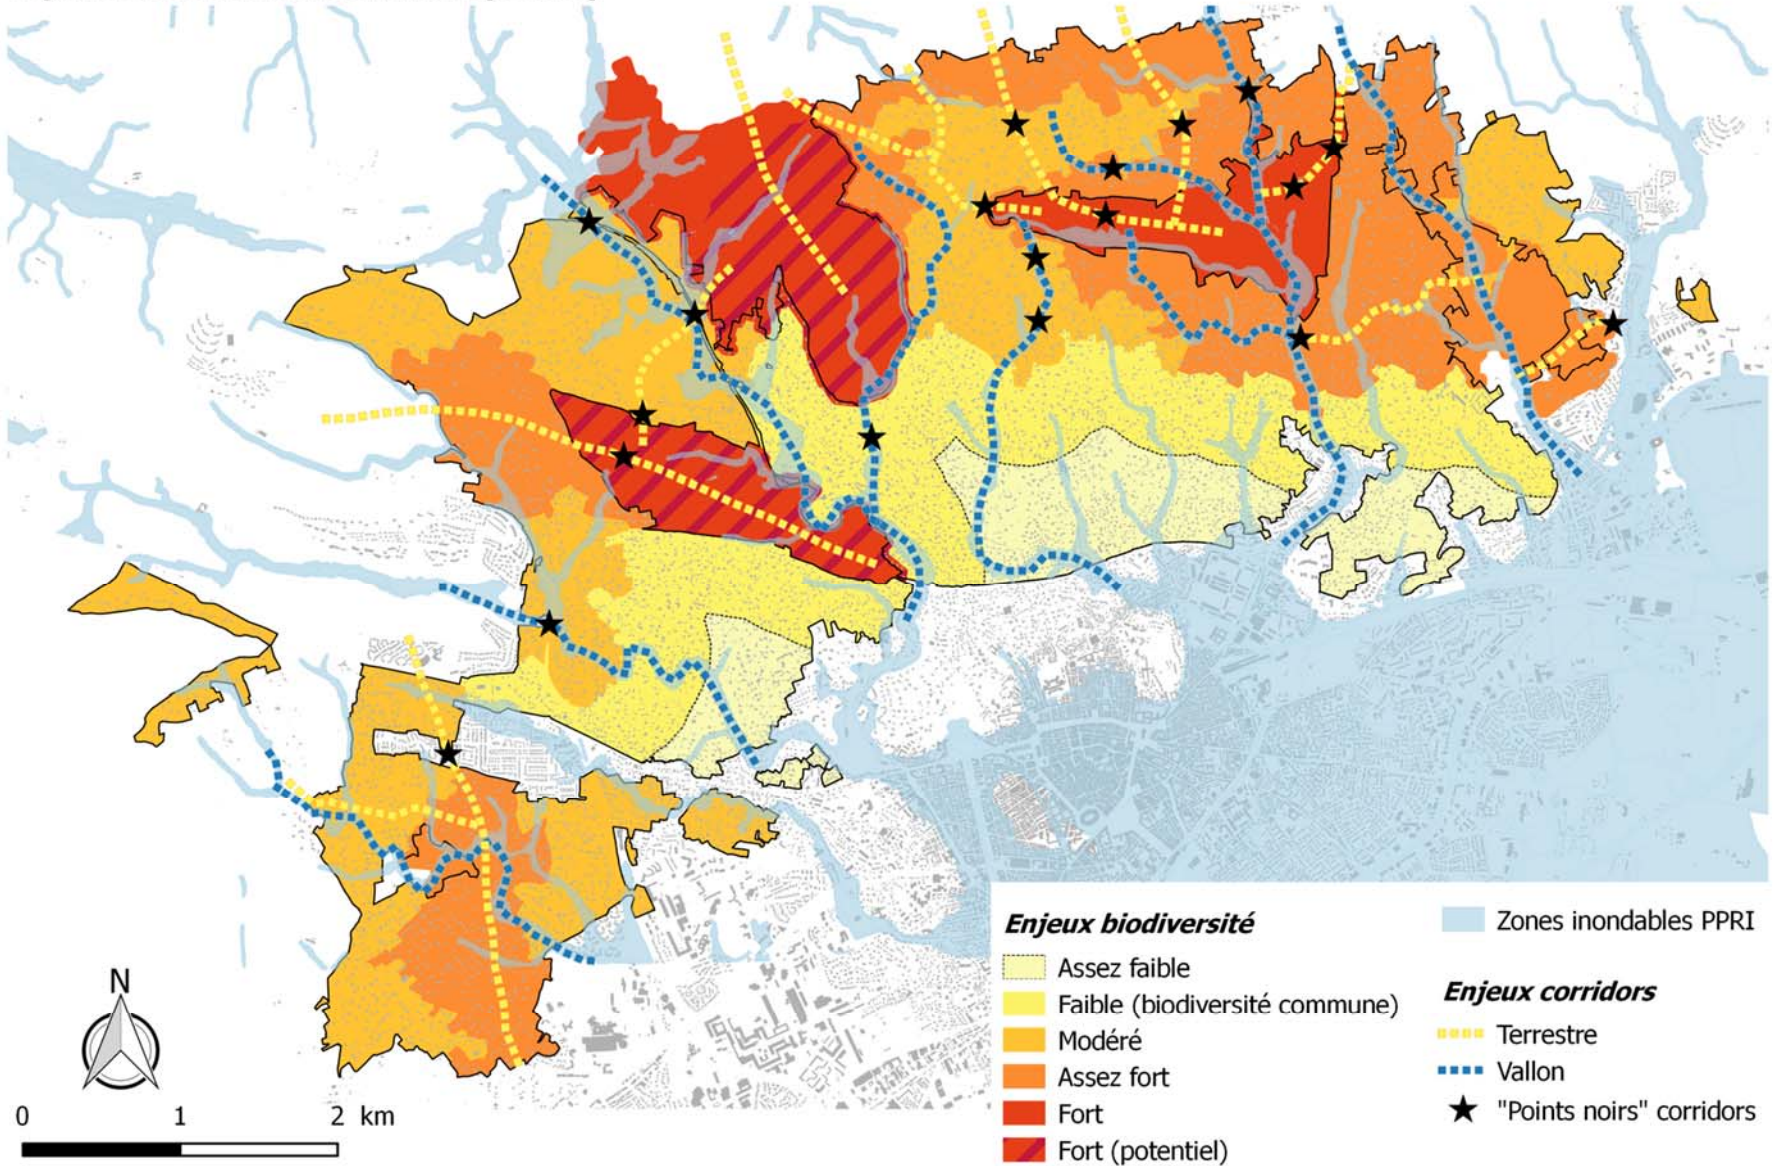 Enjeux biodiversité
Assez faible
Faible (biodiversité commune)
Modéré
Assez fort
Fort
Fort (potentiel)
Zones inondables PPRI
Enjeux corridors
Terrestre
Vallon
"Points noirs" corridors
N
0 1 2 km